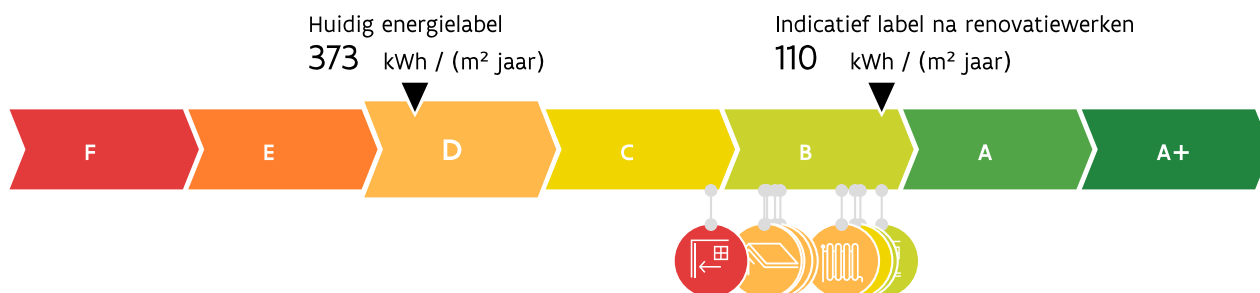 Huidig energielabel
373 kWh / (m² jaar)
Indicatief label na renovatiewerken
110 kWh / (m² jaar)
F E D C B A A+